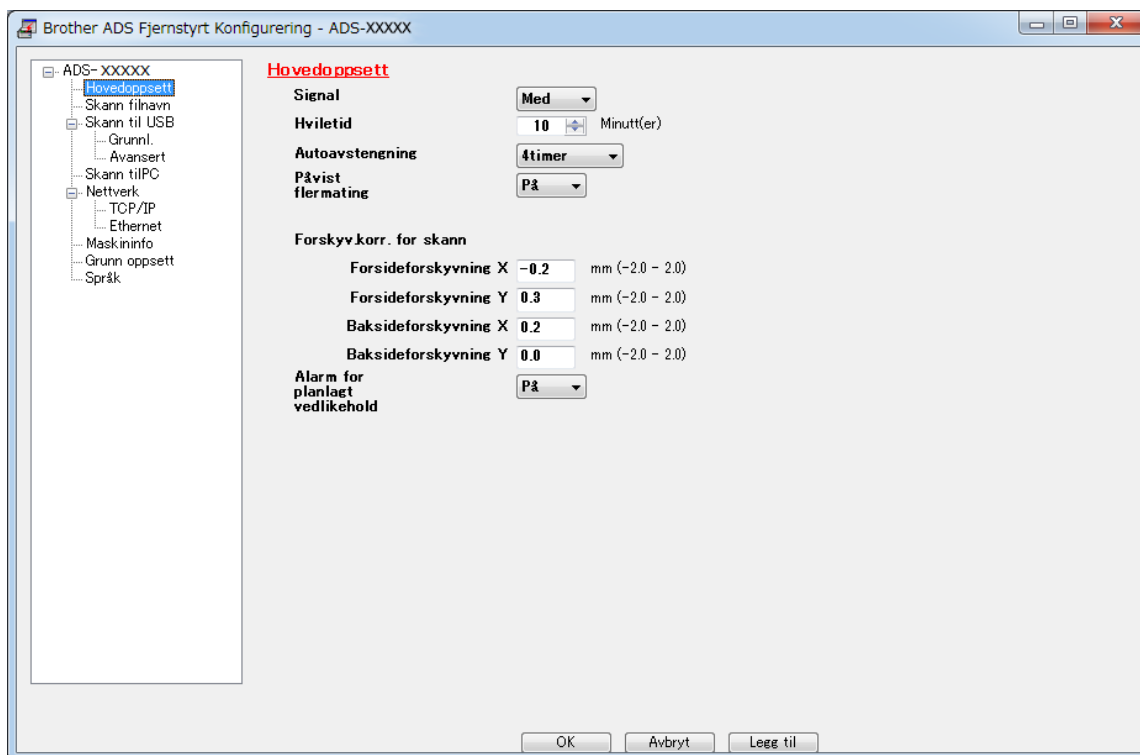 Brother ADS Fjernstyrt Konfigurering - ADS-XXXXX
ADS-XXXXX
Hovedoppsett
Skann filnavn
Skann til USB
Grunnl.
Avansert
Skann tilPC
Nettverk
TCP/IP
Ethernet
Maskininfo
Grunn oppsett
Språk
Hovedoppsett
Signal Med
Hviletid 10 Minutt(er)
Autoavstengning 4timer
Påvist
flermating På
Forskyv.korr. for skann
Forsideforskyvning X -0.2 mm (-2.0 - 2.0)
Forsideforskyvning Y 0.3 mm (-2.0 - 2.0)
Baksideforskyvning X 0.2 mm (-2.0 - 2.0)
Baksideforskyvning Y 0.0 mm (-2.0 - 2.0)
Alarm for
planlagt
vedlikehold På
OK Avbryt Legg til